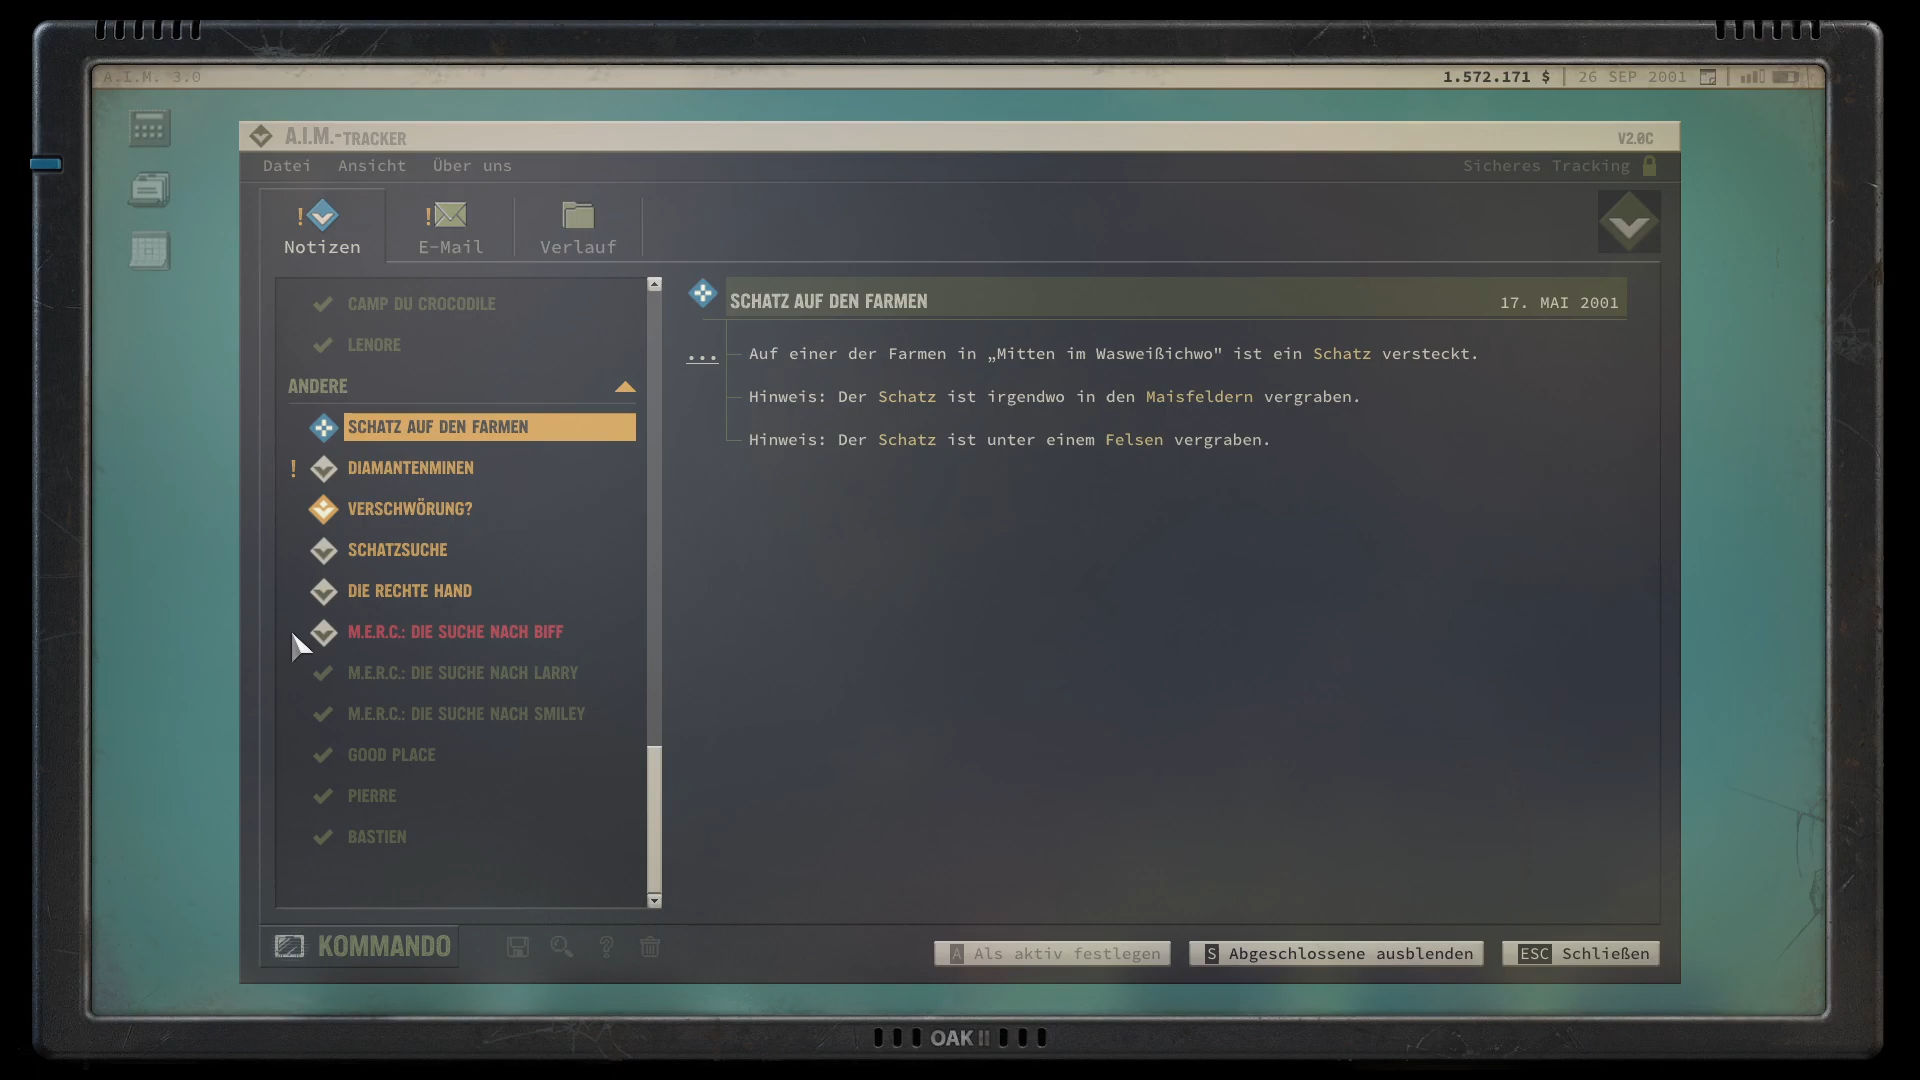 A.I.M. 3.0
1.572.171 $ | 26 SEP 2001
A.I.M.-TRACKER
V2.0C
Datei Ansicht Über uns
Sicheres Tracking
! Notizen
! E-Mail
Verlauf
CAMP DU CROCODILE
LENORE
ANDERE
SCHATZ AUF DEN FARMEN
! DIAMANTENMINEN
VERSCHWÖRUNG?
SCHATZSUCHE
DIE RECHTE HAND
M.E.R.C.: DIE SUCHE NACH BIFF
M.E.R.C.: DIE SUCHE NACH LARRY
M.E.R.C.: DIE SUCHE NACH SMILEY
GOOD PLACE
PIERRE
BASTIEN
SCHATZ AUF DEN FARMEN
17. MAI 2001
...
Auf einer der Farmen in „Mitten im Wasweißichwo" ist ein Schatz versteckt.
Hinweis: Der Schatz ist irgendwo in den Maisfeldern vergraben.
Hinweis: Der Schatz ist unter einem Felsen vergraben.
KOMMANDO
?
A Als aktiv festlegen
S Abgeschlossene ausblenden
ESC Schließen
OAK II